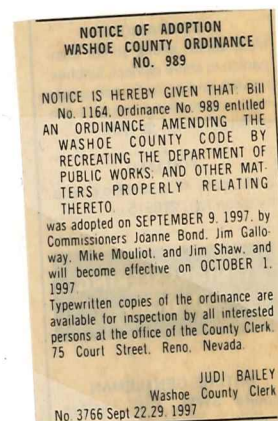 NOTICE OF ADOPTION
WASHOE COUNTY ORDINANCE
NO. 989
NOTICE IS HEREBY GIVEN THAT: Bill
No. 1164, Ordinance No. 989 entitled
AN ORDINANCE AMENDING THE
WASHOE COUNTY CODE BY
RECREATING THE DEPARTMENT OF
PUBLIC WORKS; AND OTHER MAT-
TERS PROPERLY RELATING
THERETO.
was adopted on SEPTEMBER 9, 1997, by
Commissioners Joanne Bond, Jim Gallo-
way, Mike Mouliot, and Jim Shaw, and
will become effective on OCTOBER 1,
1997.
Typewritten copies of the ordinance are
available for inspection by all interested
persons at the office of the County Clerk,
75 Court Street, Reno, Nevada.
JUDI BAILEY
Washoe County Clerk
No. 3766 Sept 22,29, 1997